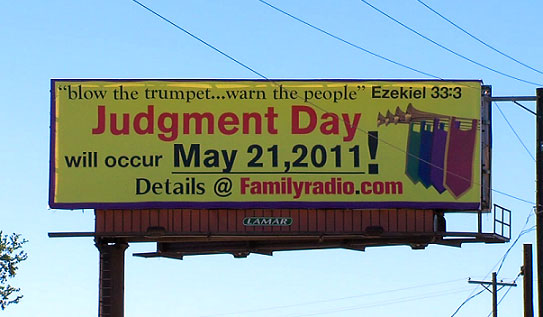 "blow the trumpet...warn the people" Ezekiel 33:3
Judgment Day
will occur May 21,2011!
Details @ Familyradio.com
LAMAR